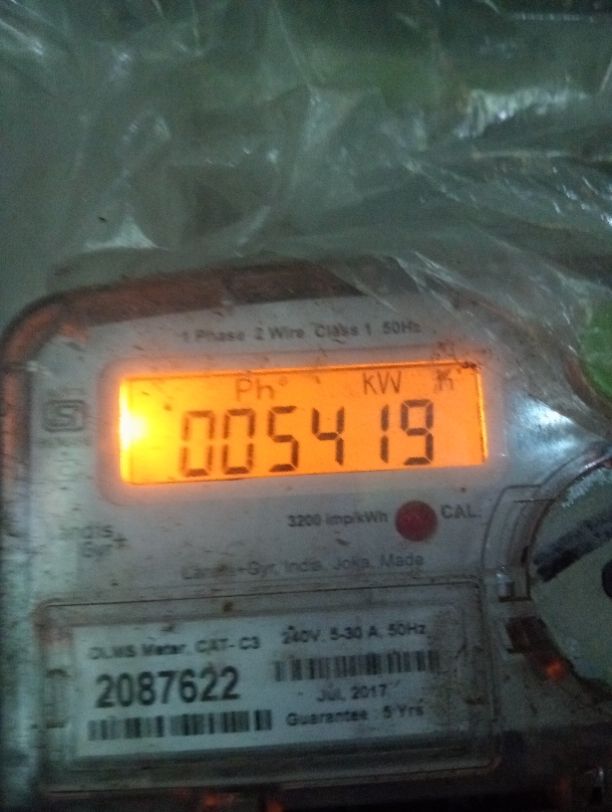 1 Phase 2 Wire Class 1 50Hz
Ph° KW h
005419
3200 imp/kWh CAL.
Landis
Gyr+
Landis+Gyr, India, Joka, Made
DLMS Meter, CAT- C3 240V, 5-30 A, 50Hz
2087622
Jul, 2017
Guarantee : 5 Yrs